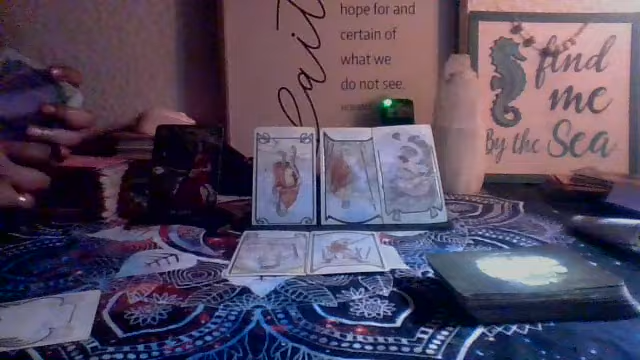 faith
hope for and
certain of
what we
do not see.
find
me
By the Sea